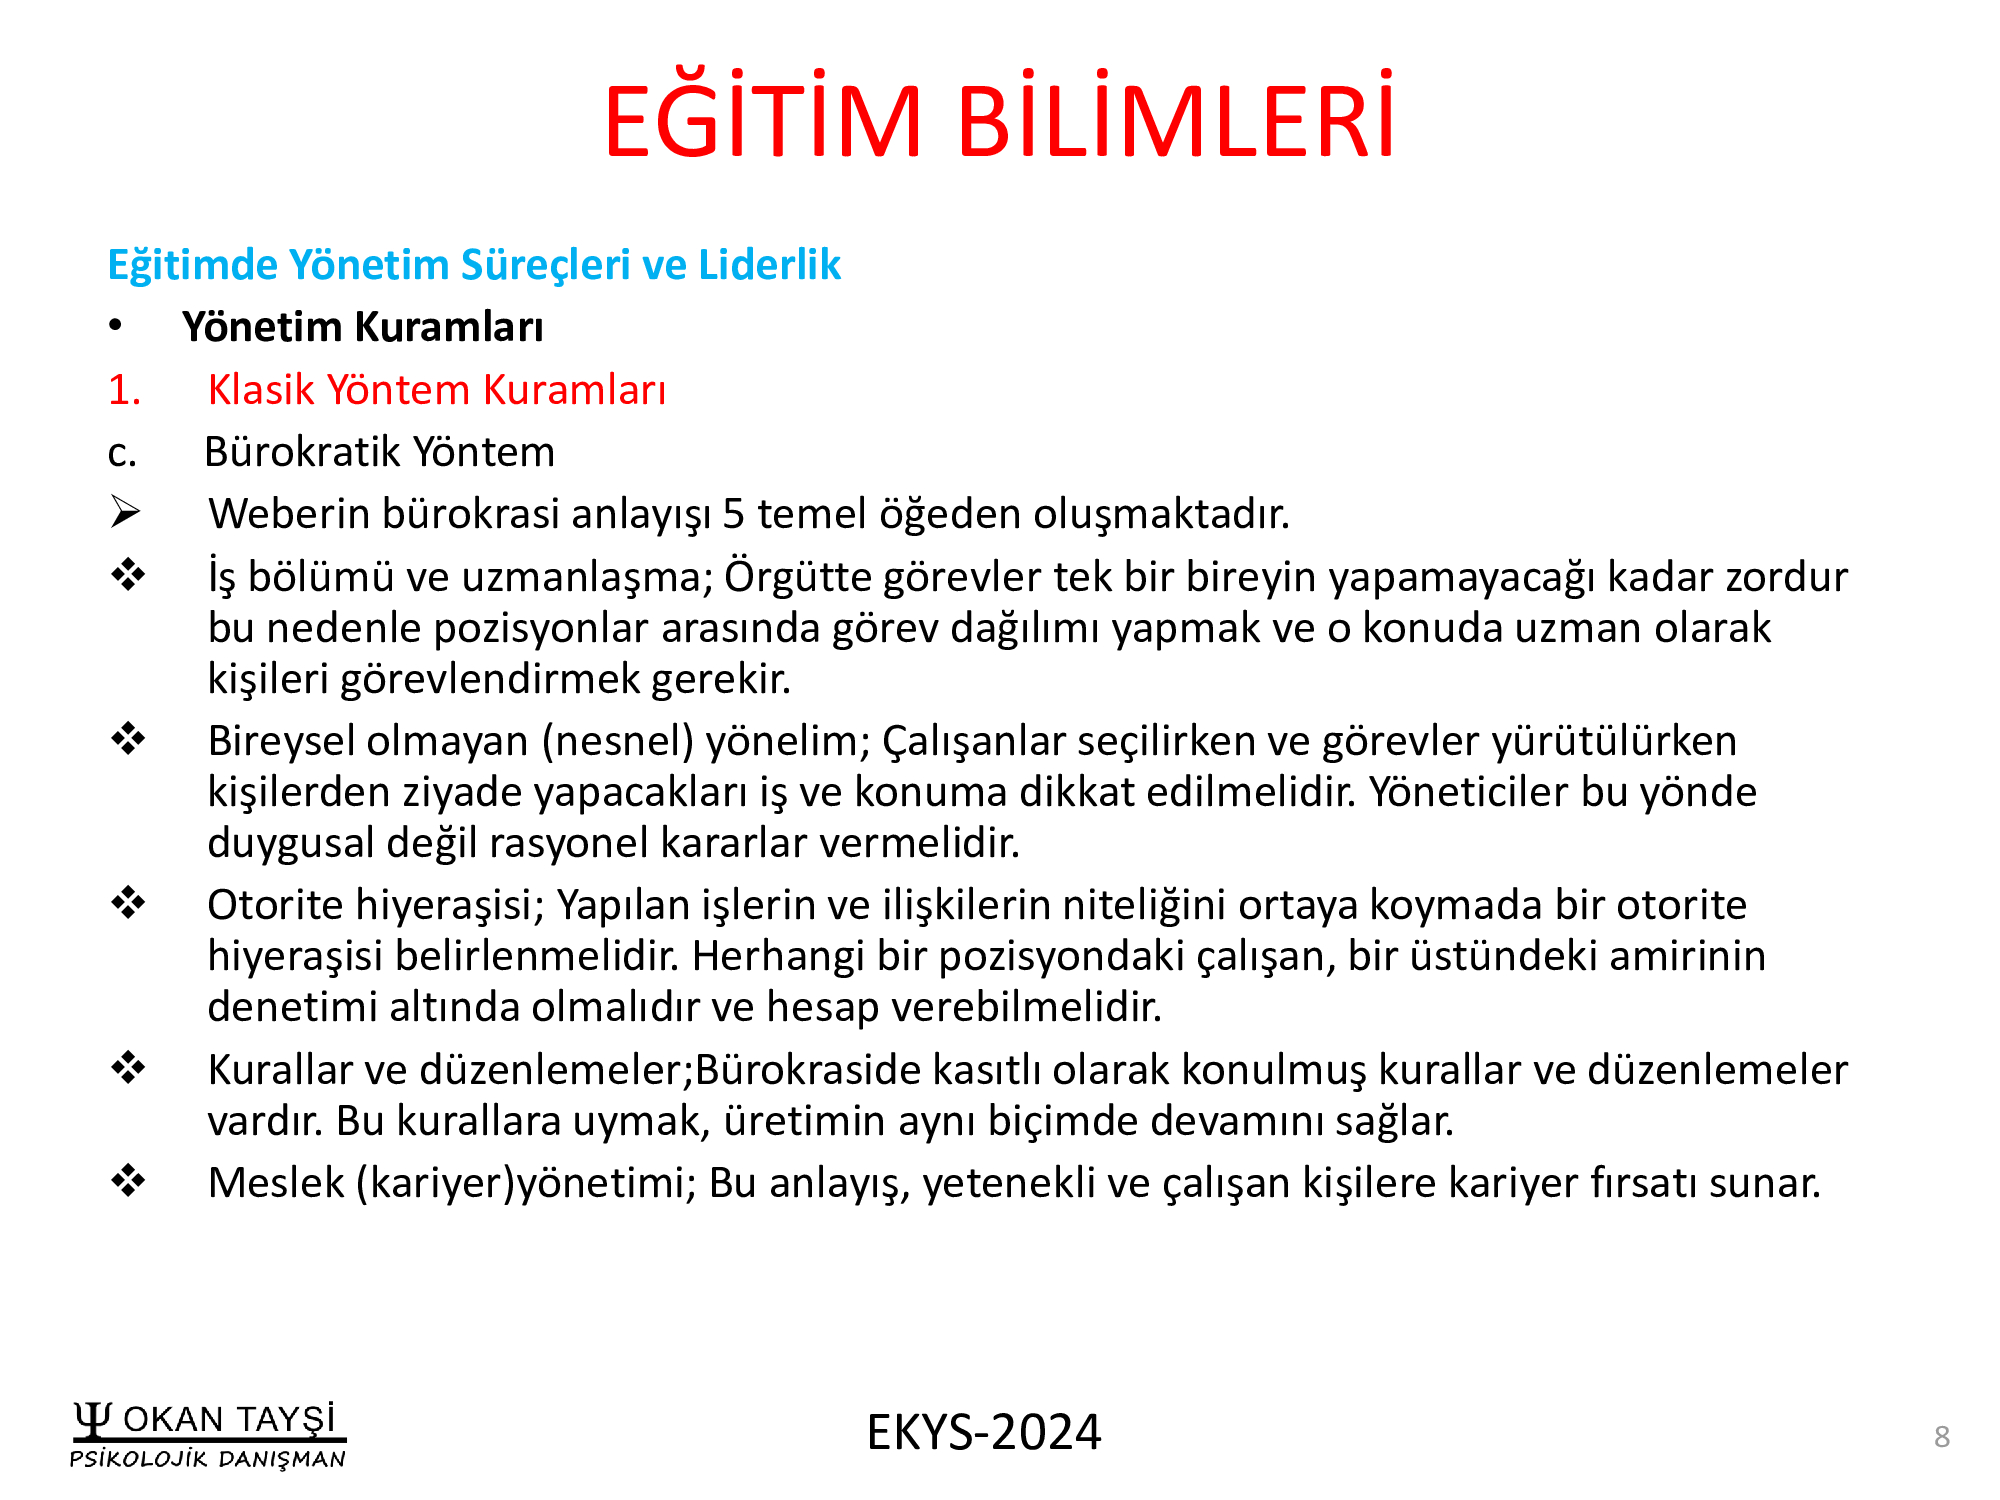 EĞİTİM BİLİMLERİ
Eğitimde Yönetim Süreçleri ve Liderlik
• Yönetim Kuramları
1. Klasik Yöntem Kuramları
c. Bürokratik Yöntem
➢ Weberin bürokrasi anlayışı 5 temel öğeden oluşmaktadır.
❖ İş bölümü ve uzmanlaşma; Örgütte görevler tek bir bireyin yapamayacağı kadar zordur
bu nedenle pozisyonlar arasında görev dağılımı yapmak ve o konuda uzman olarak
kişileri görevlendirmek gerekir.
❖ Bireysel olmayan (nesnel) yönelim; Çalışanlar seçilirken ve görevler yürütülürken
kişilerden ziyade yapacakları iş ve konuma dikkat edilmelidir. Yöneticiler bu yönde
duygusal değil rasyonel kararlar vermelidir.
❖ Otorite hiyeraşisi; Yapılan işlerin ve ilişkilerin niteliğini ortaya koymada bir otorite
hiyeraşisi belirlenmelidir. Herhangi bir pozisyondaki çalışan, bir üstündeki amirinin
denetimi altında olmalıdır ve hesap verebilmelidir.
❖ Kurallar ve düzenlemeler;Bürokraside kasıtlı olarak konulmuş kurallar ve düzenlemeler
vardır. Bu kurallara uymak, üretimin aynı biçimde devamını sağlar.
❖ Meslek (kariyer)yönetimi; Bu anlayış, yetenekli ve çalışan kişilere kariyer fırsatı sunar.
Ψ OKAN TAYŞİ
PSİKOLOJİK DANIŞMAN
EKYS-2024
8